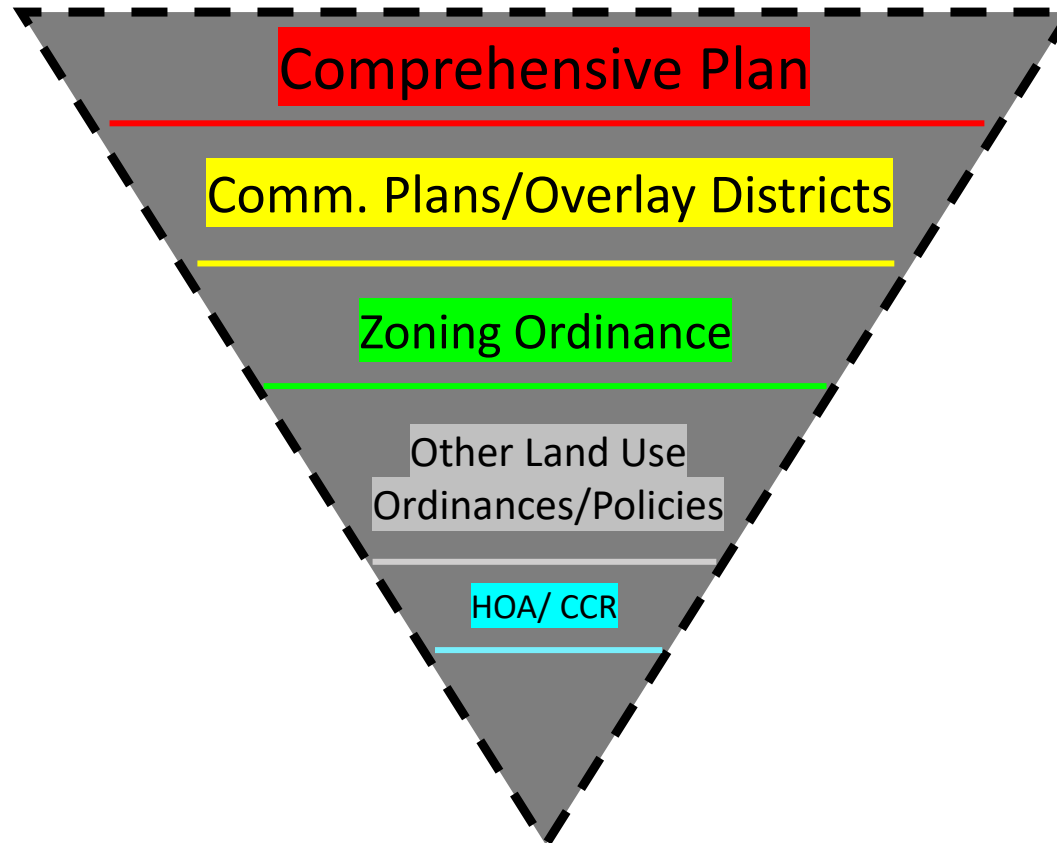 Comprehensive Plan
Comm. Plans/Overlay Districts
Zoning Ordinance
Other Land Use
Ordinances/Policies
HOA/ CCR